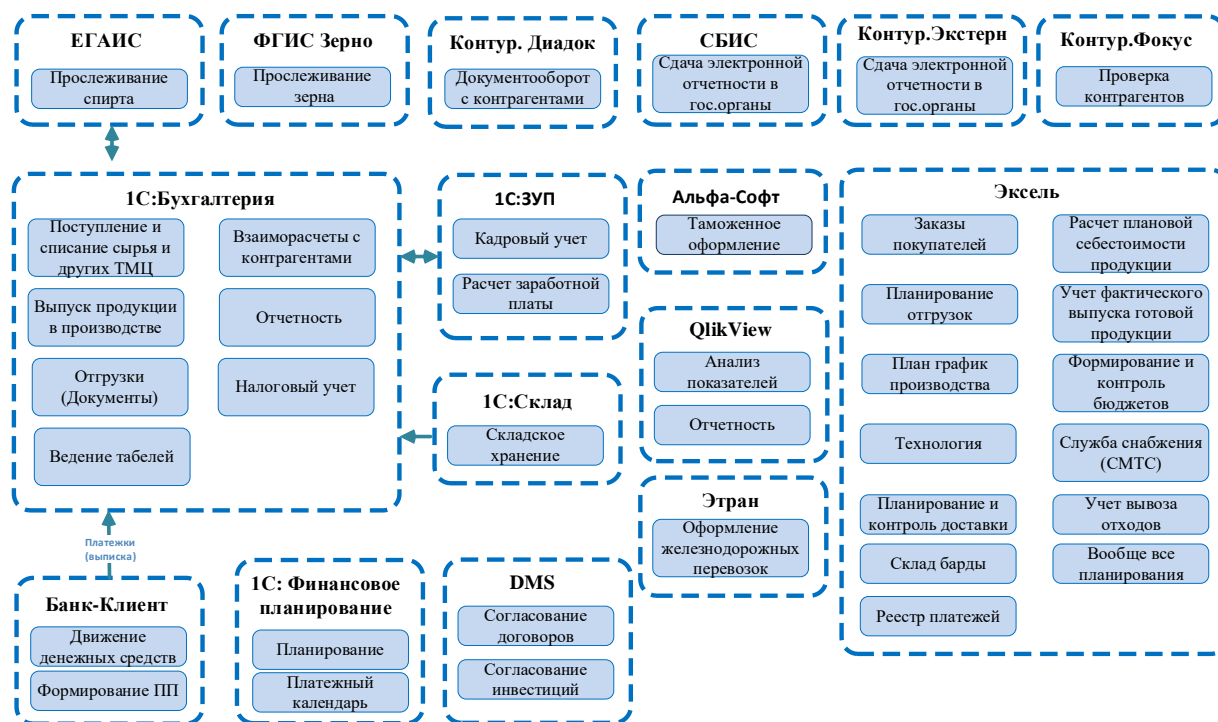 ЕГАИС
Прослеживание
спирта
ФГИС Зерно
Прослеживание
зерна
Контур. Диадок
Документооборот
с контрагентами
СБИС
Сдача электронной
отчетности в
гос.органы
Контур.Экстерн
Сдача электронной
отчетности в
гос.органы
Контур.Фокус
Проверка
контрагентов
1С:Бухгалтерия
Поступление и
списание сырья и
других ТМЦ
Взаиморасчеты с
контрагентами
Выпуск продукции
в производстве
Отчетность
Отгрузки
(Документы)
Налоговый учет
Ведение табелей
1С:ЗУП
Кадровый учет
Расчет заработной
платы
1С:Склад
Складское
хранение
Альфа-Софт
Таможенное
оформление
QlikView
Анализ
показателей
Отчетность
Этран
Оформление
железнодорожных
перевозок
Эксель
Заказы
покупателей
Расчет плановой
себестоимости
продукции
Планирование
отгрузок
Учет фактического
выпуска готовой
продукции
План график
производства
Формирование и
контроль
бюджетов
Технология
Служба снабжения
(СМТС)
Планирование и
контроль доставки
Учет вывоза
отходов
Склад барды
Вообще все
планирования
Реестр платежей
Платежки
(выписка)
Банк-Клиент
Движение
денежных средств
Формирование ПП
1С: Финансовое
планирование
Планирование
Платежный
календарь
DMS
Согласование
договоров
Согласование
инвестиций